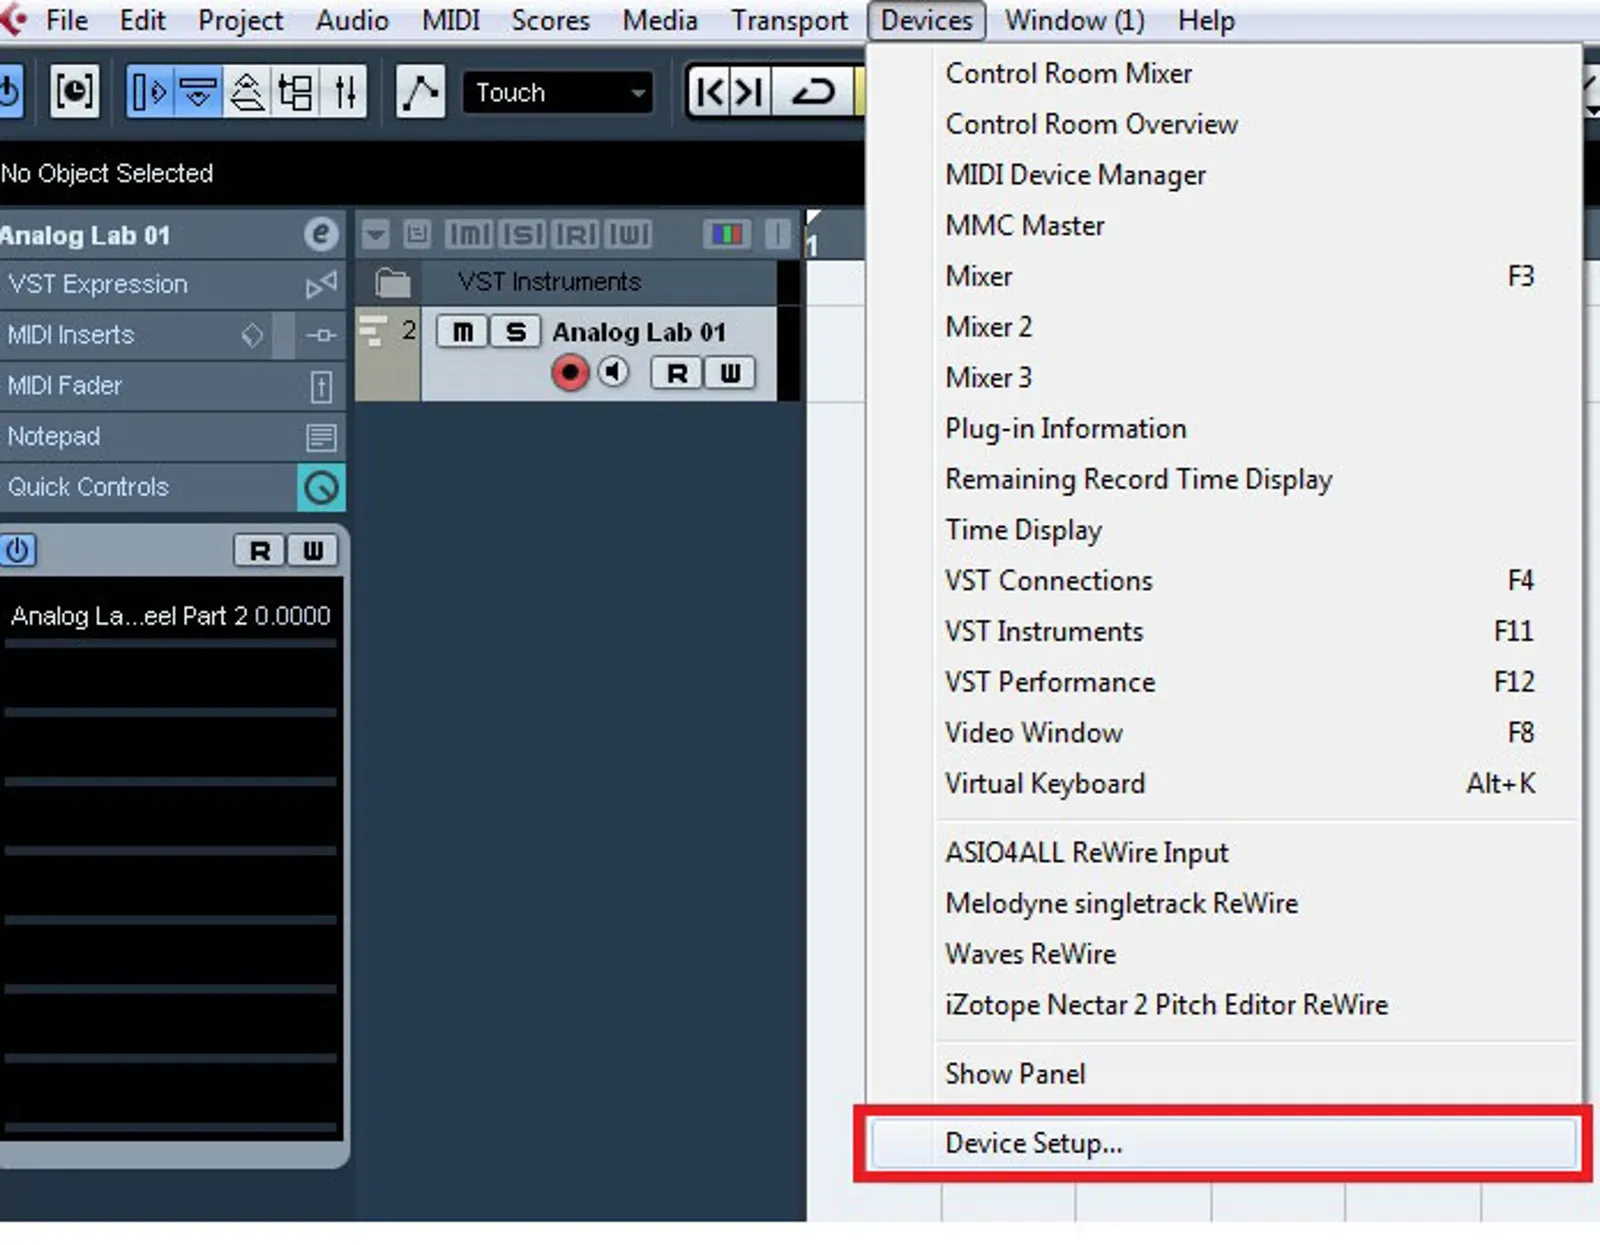 File Edit Project Audio MIDI Scores Media Transport Devices Window (1) Help
Touch
No Object Selected
Analog Lab 01
VST Expression
MIDI Inserts
MIDI Fader
Notepad
Quick Controls
R W
Analog La...eel Part 2 0.0000
M S R W
VST Instruments
2 M S Analog Lab 01
R W
1
Control Room Mixer
Control Room Overview
MIDI Device Manager
MMC Master
Mixer F3
Mixer 2
Mixer 3
Plug-in Information
Remaining Record Time Display
Time Display
VST Connections F4
VST Instruments F11
VST Performance F12
Video Window F8
Virtual Keyboard Alt+K
ASIO4ALL ReWire Input
Melodyne singletrack ReWire
Waves ReWire
iZotope Nectar 2 Pitch Editor ReWire
Show Panel
Device Setup...